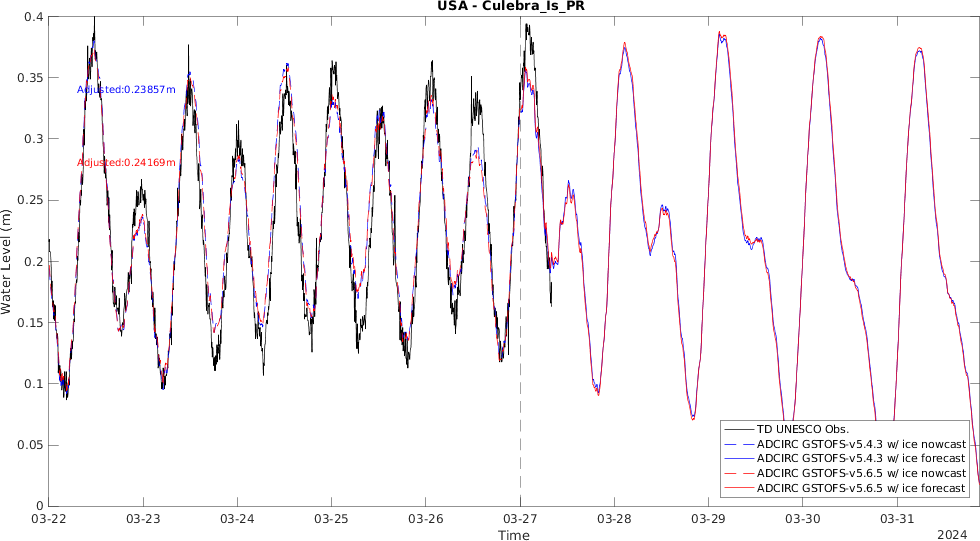 USA - Culebra_Is_PR
0.4
0.35
0.3
0.25
0.2
0.15
0.1
0.05
0
Water Level (m)
Adjusted:0.23857m
Adjusted:0.24169m
TD UNESCO Obs.
ADCIRC GSTOFS-v5.4.3 w/ ice nowcast
ADCIRC GSTOFS-v5.4.3 w/ ice forecast
ADCIRC GSTOFS-v5.6.5 w/ ice nowcast
ADCIRC GSTOFS-v5.6.5 w/ ice forecast
03-22 03-23 03-24 03-25 03-26 03-27 03-28 03-29 03-30 03-31
Time
2024